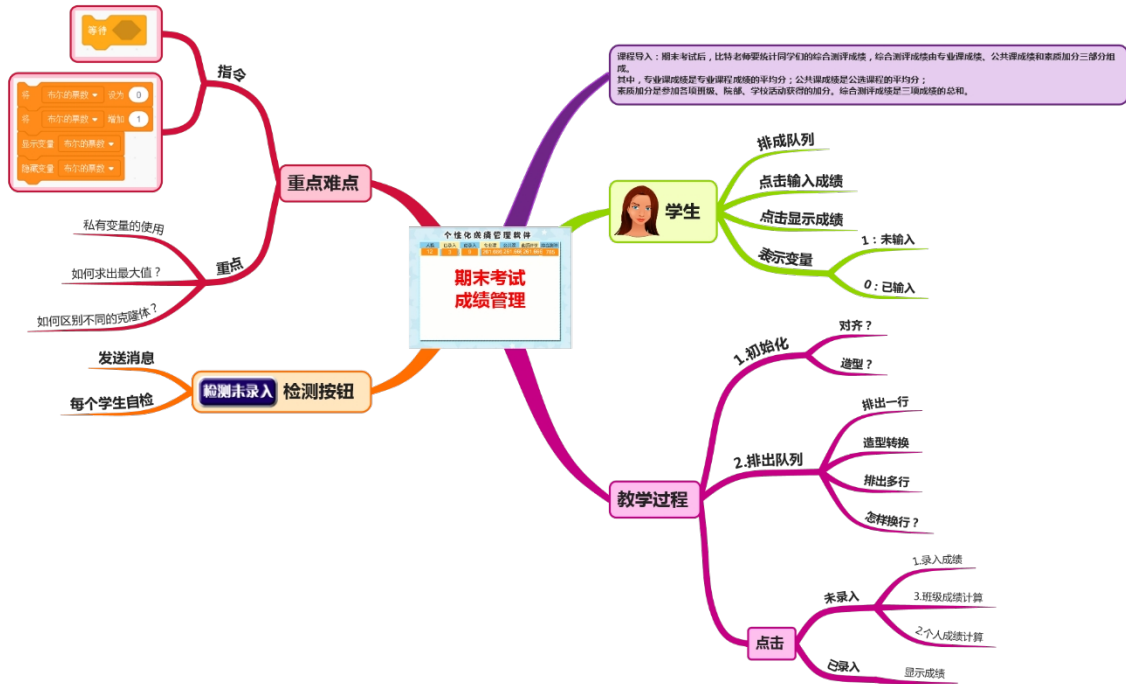 等待
将 布尔的票数 设为 0
将 布尔的票数 增加 1
显示变量 布尔的票数
隐藏变量 布尔的票数
指令
重点难点
私有变量的使用
如何求出最大值？
如何区别不同的克隆体？
重点
发送消息
每个学生自检
检测未录入
检测按钮
个性化成绩管理软件
期末考试
成绩管理
课程导入：期末考试后，比特老师要统计同学们的综合测评成绩，综合测评成绩由专业课成绩、公共课成绩和素质加分三部分组
成。
其中，专业课成绩是专业课程成绩的平均分；公共课成绩是公选课程的平均分；
素质加分是参加各项班级、院部、学校活动获得的加分。综合测评成绩是三项成绩的总和。
学生
排成队列
点击输入成绩
点击显示成绩
表示变量
1：未输入
0：已输入
教学过程
1.初始化
对齐？
造型？
2.排出队列
排出一行
造型转换
排出多行
怎样换行？
点击
未录入
1.录入成绩
3.班级成绩计算
2.个人成绩计算
已录入
显示成绩